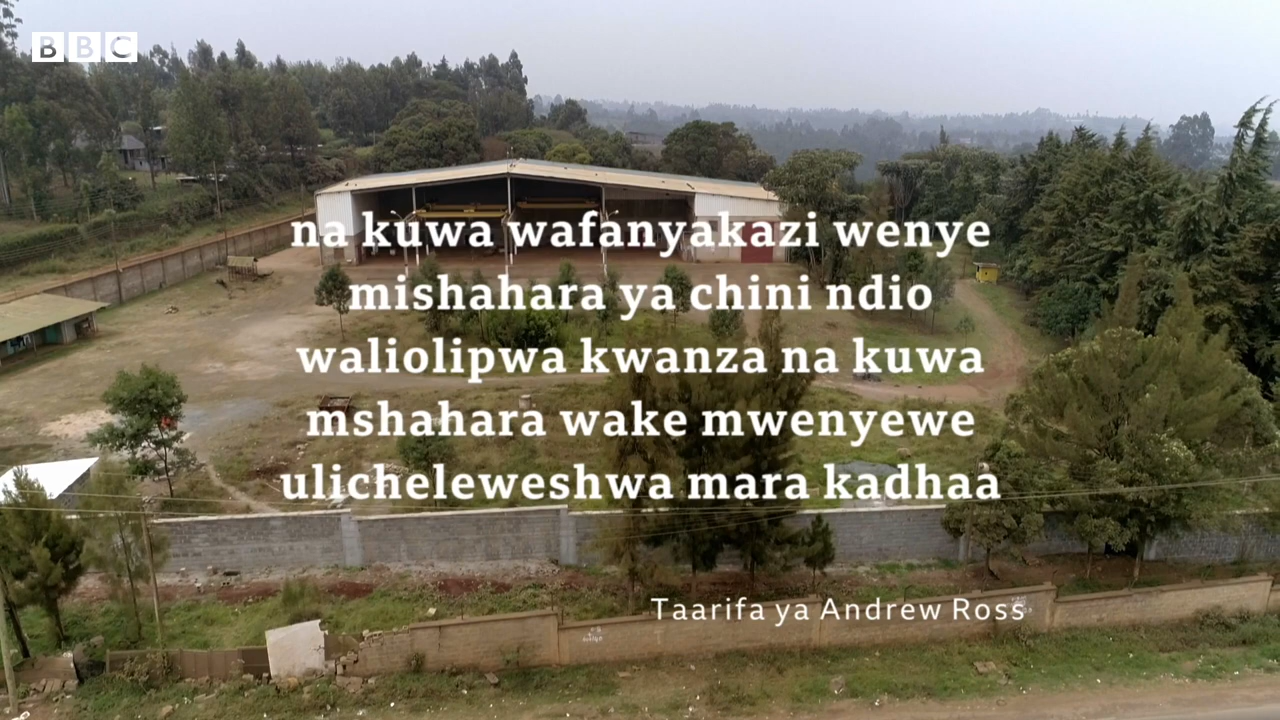 BBC
na kuwa wafanyakazi wenye
mishahara ya chini ndio
waliolipwa kwanza na kuwa
mshahara wake mwenyewe
ulicheleweshwa mara kadhaa
Taarifa ya Andrew Ross